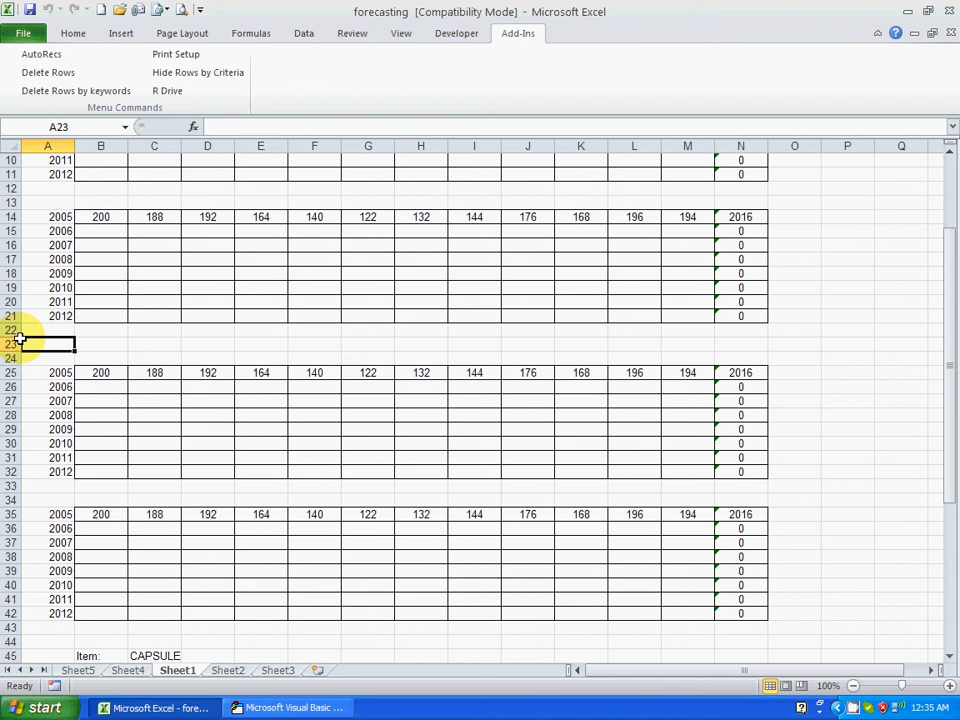 forecasting [Compatibility Mode] - Microsoft Excel
File Home Insert Page Layout Formulas Data Review View Developer Add-Ins
AutoRecs Print Setup
Delete Rows Hide Rows by Criteria
Delete Rows by keywords R Drive
Menu Commands
A23 fx
A B C D E F G H I J K L M N O P Q
10 2011 0
11 2012 0
12
13
14 2005 200 188 192 164 140 122 132 144 176 168 196 194 2016
15 2006 0
16 2007 0
17 2008 0
18 2009 0
19 2010 0
20 2011 0
21 2012 0
22
23
24
25 2005 200 188 192 164 140 122 132 144 176 168 196 194 2016
26 2006 0
27 2007 0
28 2008 0
29 2009 0
30 2010 0
31 2011 0
32 2012 0
33
34
35 2005 200 188 192 164 140 122 132 144 176 168 196 194 2016
36 2006 0
37 2007 0
38 2008 0
39 2009 0
40 2010 0
41 2011 0
42 2012 0
43
44
45 Item: CAPSULE
Sheet5 Sheet4 Sheet1 Sheet2 Sheet3
Ready 100%
start Microsoft Excel - fore... Microsoft Visual Basic ... 12:35 AM